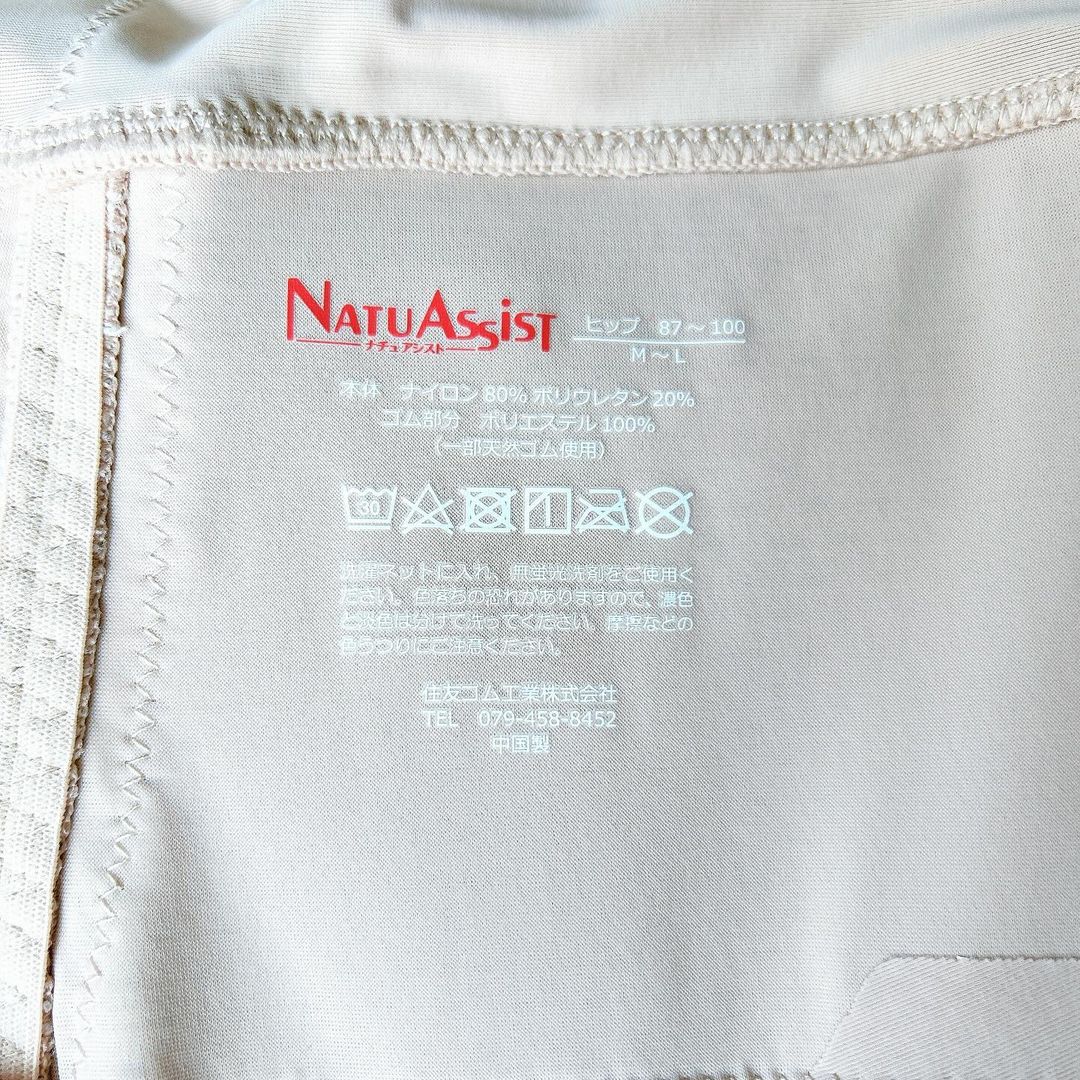 NATUASSIST
ナチュアシスト
ヒップ 87～100
M～L
本体 ナイロン 80% ポリウレタン 20%
ゴム部分 ポリエステル 100%
(一部天然ゴム使用)
30
洗濯ネットに入れ、無蛍光洗剤をご使用く
ださい。色落ちの恐れがありますので、濃色
と淡色は分けて洗ってください。摩擦などの
色うつりにご注意ください。
住友ゴム工業株式会社
TEL 079-458-8452
中国製